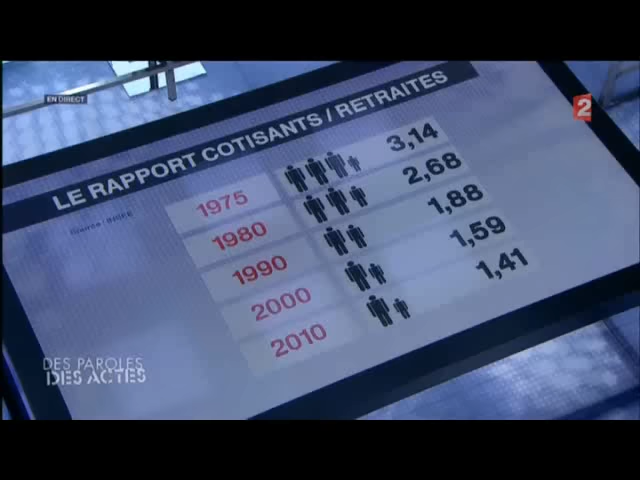 EN DIRECT
2
LE RAPPORT COTISANTS / RETRAITES
1975 3,14
1980 2,68
1990 1,88
2000 1,59
2010 1,41
DES PAROLES
DES ACTES